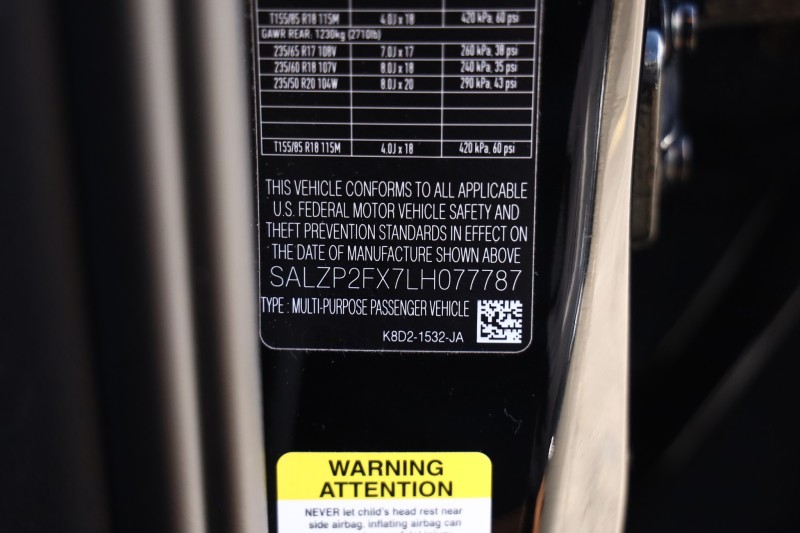 T155/85 R18 115M 4.0J x 18 420 kPa, 60 psi
GAWR REAR: 1230kg (2710lb)
235/65 R17 108V 7.0J x 17 260 kPa, 38 psi
235/60 R18 107V 8.0J x 18 240 kPa, 35 psi
235/50 R20 104W 8.0J x 20 290 kPa, 43 psi
T155/85 R18 115M 4.0J x 18 420 kPa, 60 psi
THIS VEHICLE CONFORMS TO ALL APPLICABLE
U.S. FEDERAL MOTOR VEHICLE SAFETY AND
THEFT PREVENTION STANDARDS IN EFFECT ON
THE DATE OF MANUFACTURE SHOWN ABOVE
SALZP2FX7LH077787
TYPE : MULTI-PURPOSE PASSENGER VEHICLE
K8D2-1532-JA
WARNING
ATTENTION
NEVER let child's head rest near
side airbag, inflating airbag can